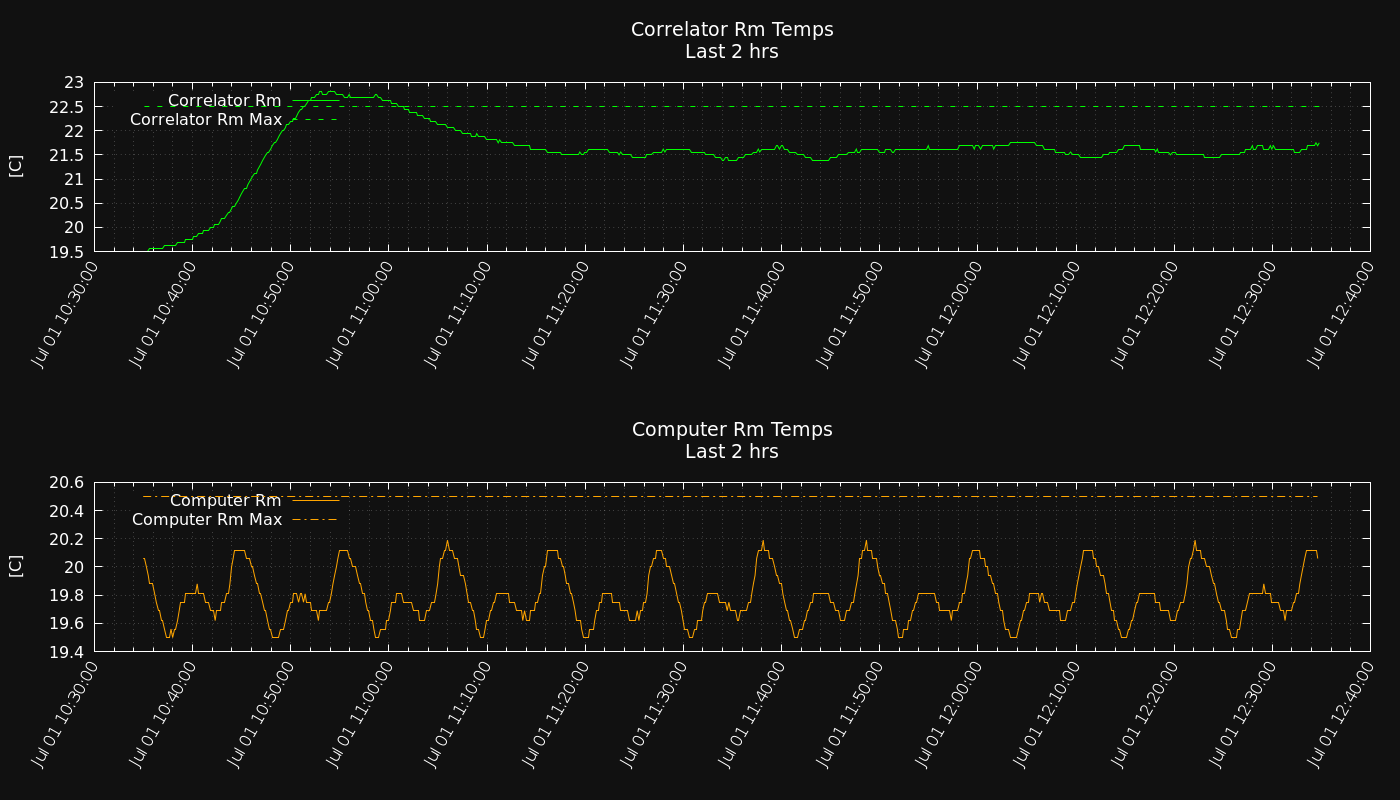 Correlator Rm Temps
Last 2 hrs
[C]
23
22.5
22
21.5
21
20.5
20
19.5
Correlator Rm
Correlator Rm Max
Jul 01 10:30:00
Jul 01 10:40:00
Jul 01 10:50:00
Jul 01 11:00:00
Jul 01 11:10:00
Jul 01 11:20:00
Jul 01 11:30:00
Jul 01 11:40:00
Jul 01 11:50:00
Jul 01 12:00:00
Jul 01 12:10:00
Jul 01 12:20:00
Jul 01 12:30:00
Jul 01 12:40:00
Computer Rm Temps
Last 2 hrs
[C]
20.6
20.4
20.2
20
19.8
19.6
19.4
Computer Rm
Computer Rm Max
Jul 01 10:30:00
Jul 01 10:40:00
Jul 01 10:50:00
Jul 01 11:00:00
Jul 01 11:10:00
Jul 01 11:20:00
Jul 01 11:30:00
Jul 01 11:40:00
Jul 01 11:50:00
Jul 01 12:00:00
Jul 01 12:10:00
Jul 01 12:20:00
Jul 01 12:30:00
Jul 01 12:40:00